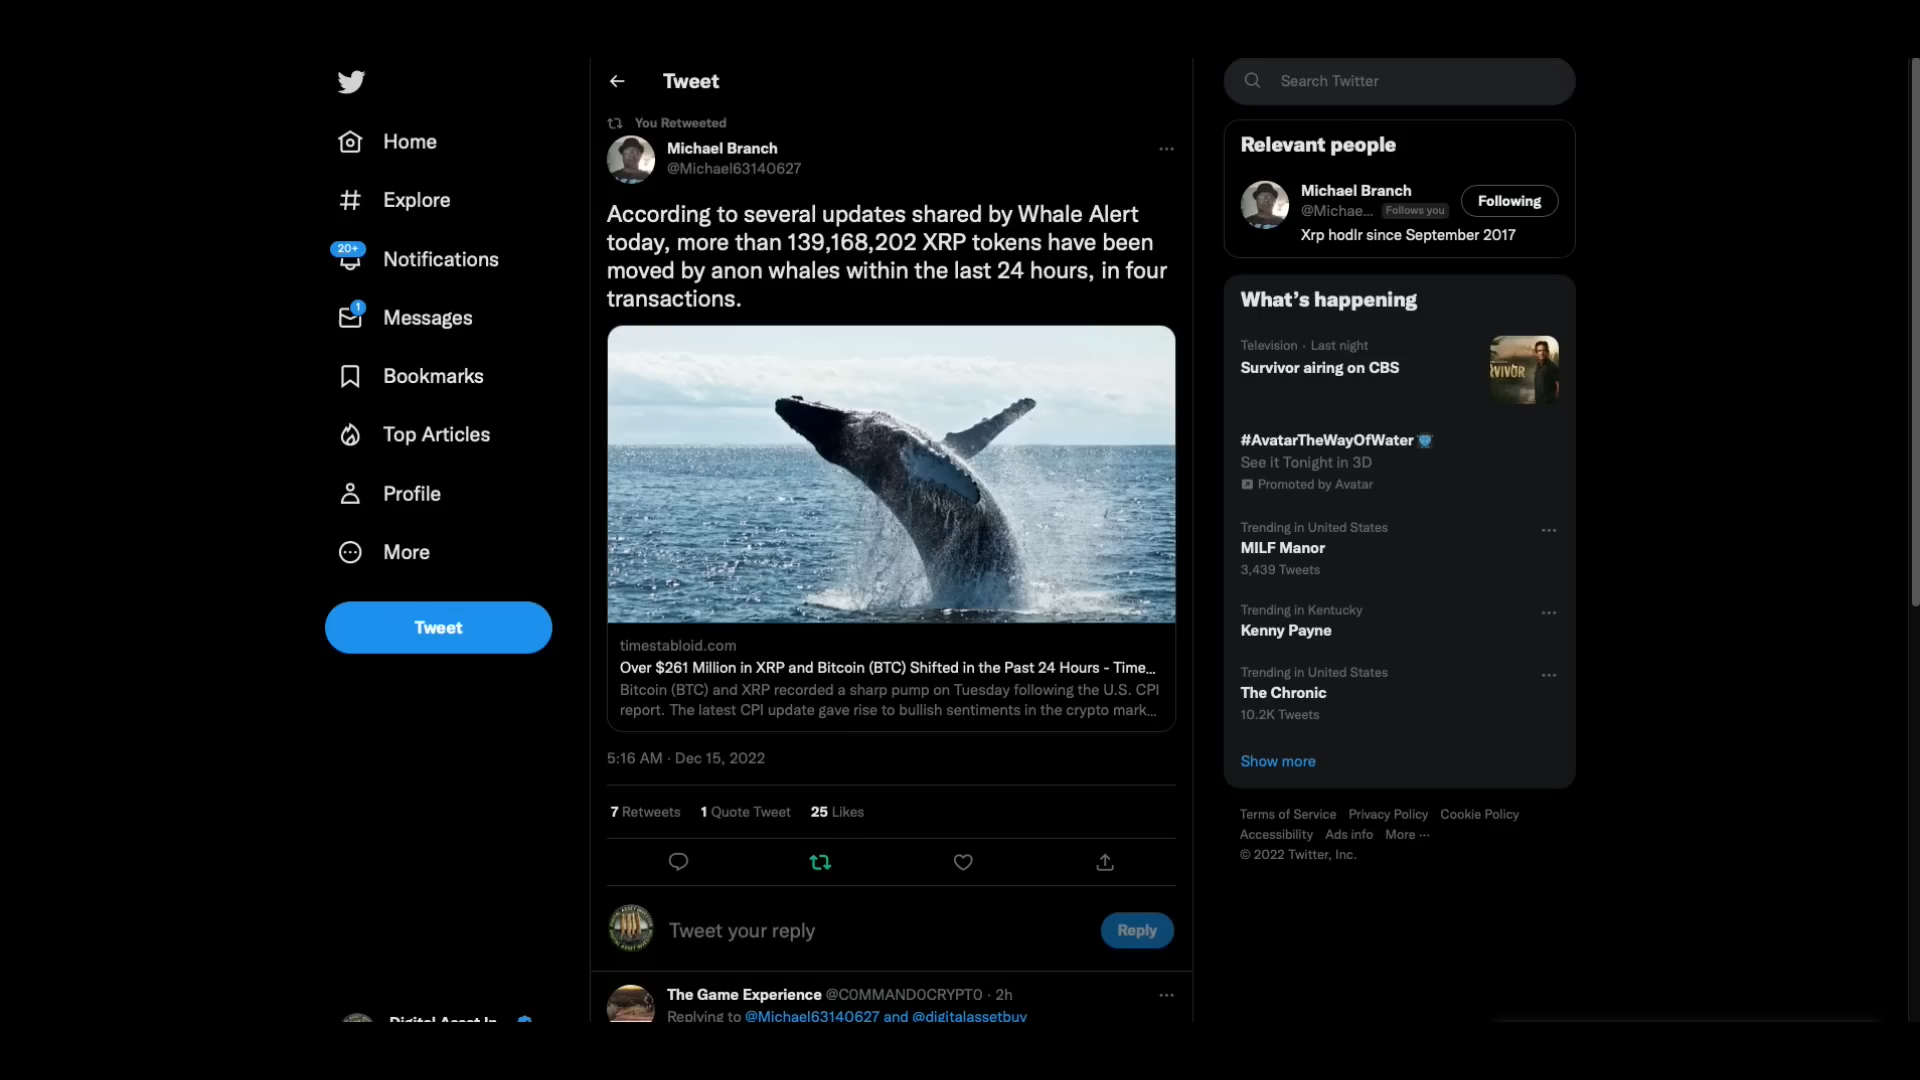 Home
Explore
20+
Notifications
1
Messages
Bookmarks
Top Articles
Profile
More
Tweet
Tweet
You Retweeted
Michael Branch
@Michael63140627
According to several updates shared by Whale Alert
today, more than 139,168,202 XRP tokens have been
moved by anon whales within the last 24 hours, in four
transactions.
timestabloid.com
Over $261 Million in XRP and Bitcoin (BTC) Shifted in the Past 24 Hours - Time...
Bitcoin (BTC) and XRP recorded a sharp pump on Tuesday following the U.S. CPI
report. The latest CPI update gave rise to bullish sentiments in the crypto mark...
5:16 AM · Dec 15, 2022
7 Retweets 1 Quote Tweet 25 Likes
Tweet your reply
Reply
The Game Experience @C0MMAND0CRYPT0 · 2h
Replying to @Michael63140627 and @digitalassetbuy
Search Twitter
Relevant people
Michael Branch
@Michae... Follows you
Following
Xrp hodlr since September 2017
What's happening
Television · Last night
Survivor airing on CBS
#AvatarTheWayOfWater
See it Tonight in 3D
Promoted by Avatar
Trending in United States
MILF Manor
3,439 Tweets
Trending in Kentucky
Kenny Payne
Trending in United States
The Chronic
10.2K Tweets
Show more
Terms of Service Privacy Policy Cookie Policy
Accessibility Ads info More ...
© 2022 Twitter, Inc.